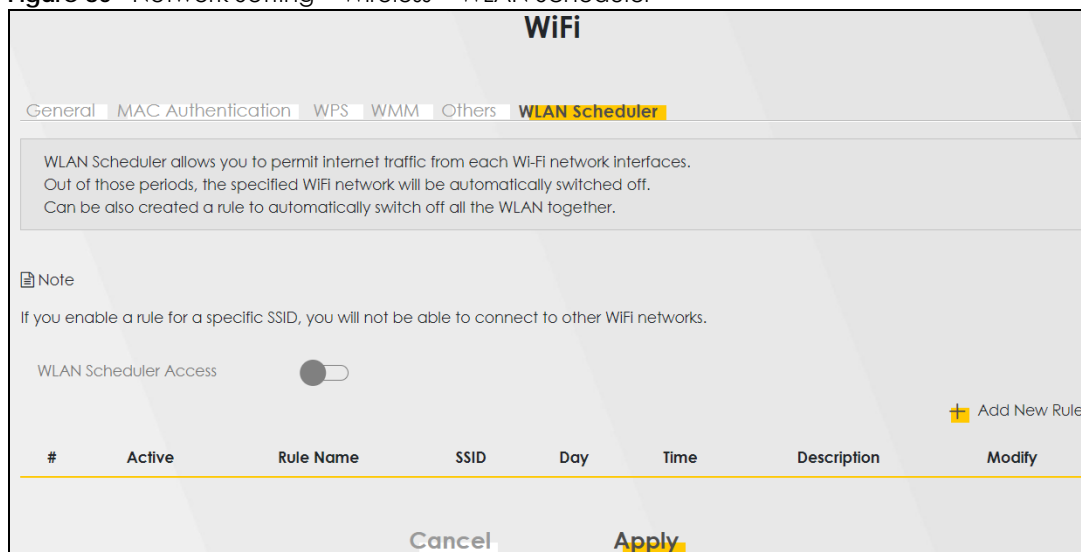 WiFi
General MAC Authentication WPS WMM Others WLAN Scheduler
WLAN Scheduler allows you to permit internet traffic from each Wi-Fi network interfaces.
Out of those periods, the specified WiFi network will be automatically switched off.
Can be also created a rule to automatically switch off all the WLAN together.
Note
If you enable a rule for a specific SSID, you will not be able to connect to other WiFi networks.
WLAN Scheduler Access
+ Add New Rule
# Active Rule Name SSID Day Time Description Modify
Cancel Apply